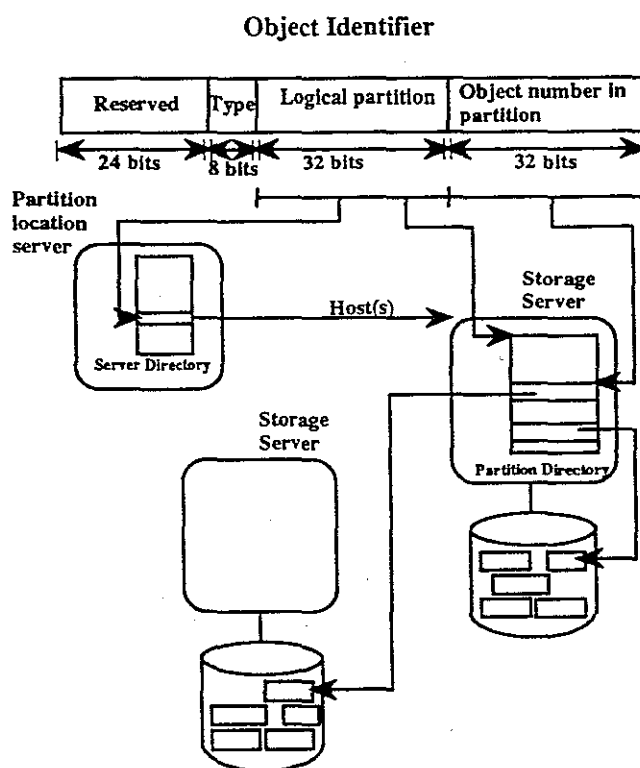 Object Identifier
Reserved
Type
Logical partition
Object number in
partition
24 bits
8 bits
32 bits
32 bits
Partition
location
server
Storage
Server
Host(s)
Server Directory
Storage
Server
Partition Directory